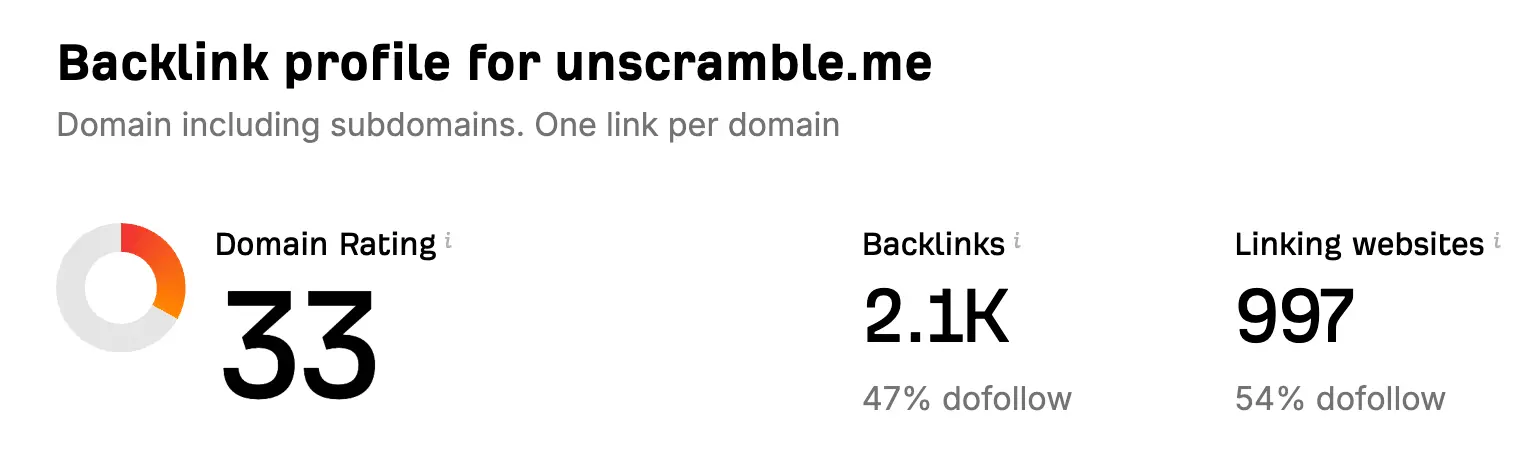 Backlink profile for unscramble.me
Domain including subdomains. One link per domain
Domain Rating i
33
Backlinks i
2.1K
47% dofollow
Linking websites i
997
54% dofollow